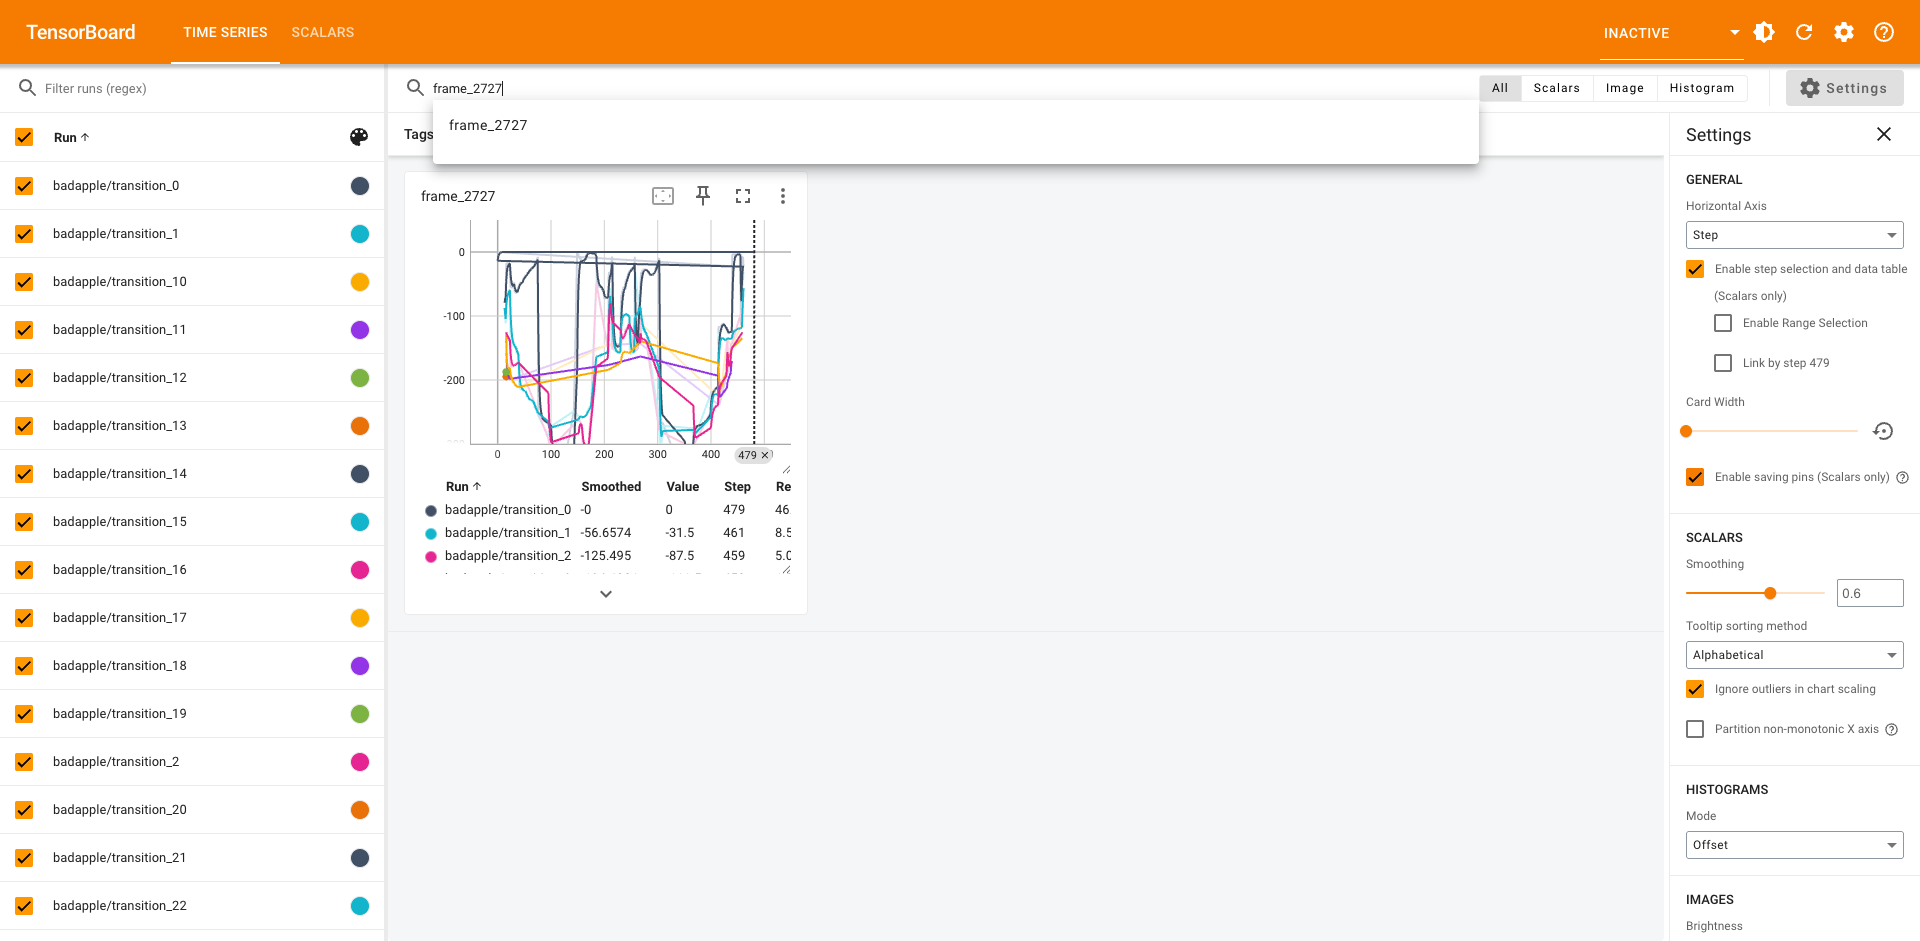 TensorBoard
TIME SERIES
SCALARS
INACTIVE
Filter runs (regex)
frame_2727
All
Scalars
Image
Histogram
Settings
frame_2727
Run
badapple/transition_0
badapple/transition_1
badapple/transition_10
badapple/transition_11
badapple/transition_12
badapple/transition_13
badapple/transition_14
badapple/transition_15
badapple/transition_16
badapple/transition_17
badapple/transition_18
badapple/transition_19
badapple/transition_2
badapple/transition_20
badapple/transition_21
badapple/transition_22
Tags
frame_2727
0
-100
-200
0 100 200 300 400 479
Run Smoothed Value Step Re
badapple/transition_0 -0 0 479 46.
badapple/transition_1 -56.6574 -31.5 461 8.5
badapple/transition_2 -125.495 -87.5 459 5.0
Settings
GENERAL
Horizontal Axis
Step
Enable step selection and data table
(Scalars only)
Enable Range Selection
Link by step 479
Card Width
Enable saving pins (Scalars only)
SCALARS
Smoothing
0.6
Tooltip sorting method
Alphabetical
Ignore outliers in chart scaling
Partition non-monotonic X axis
HISTOGRAMS
Mode
Offset
IMAGES
Brightness